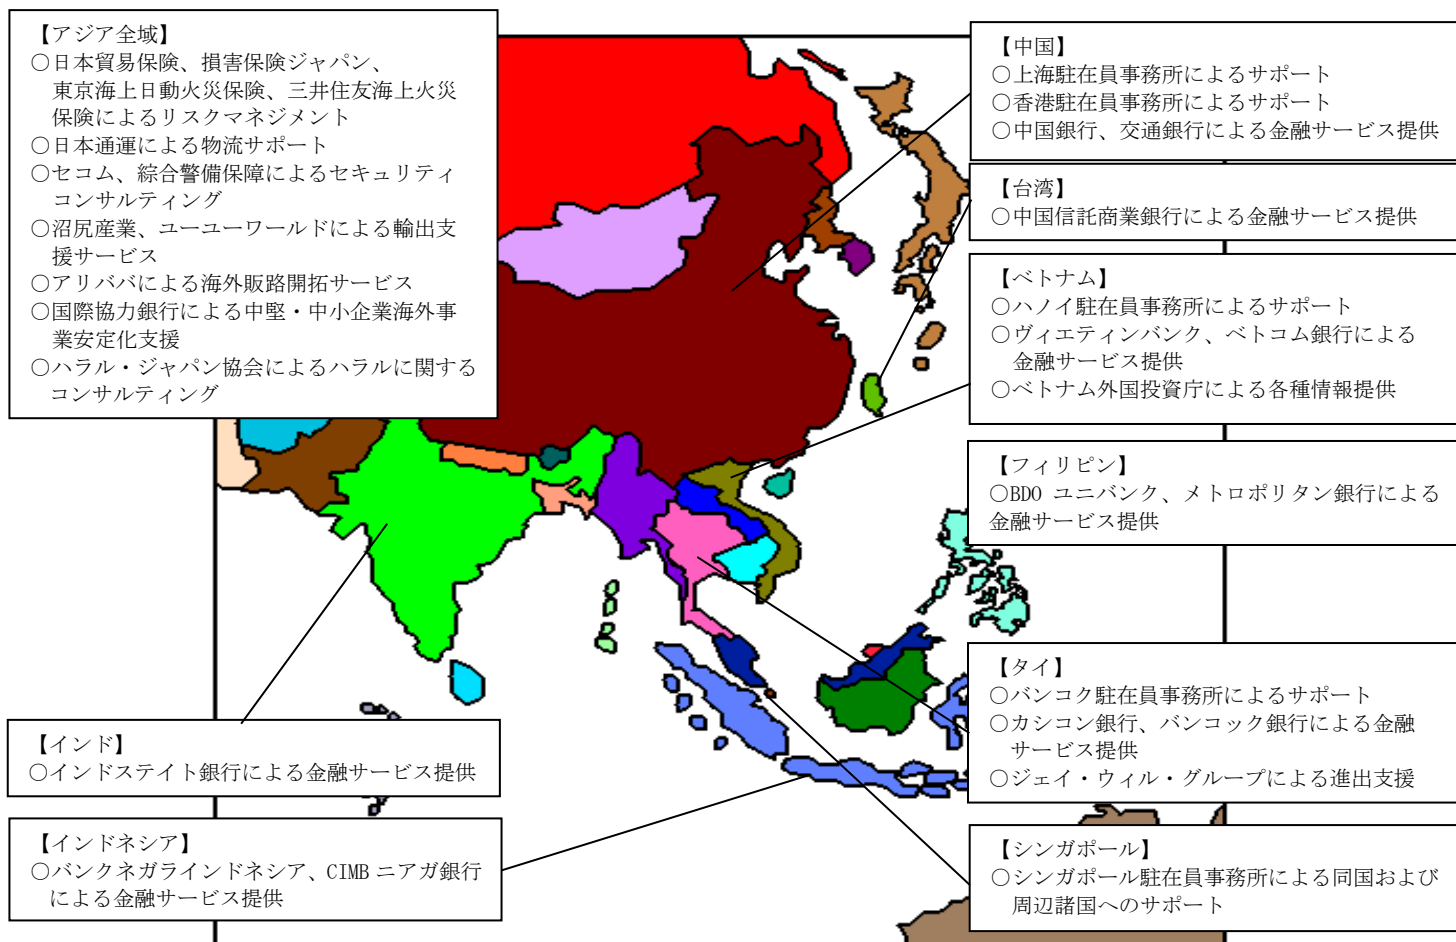 【アジア全域】
○日本貿易保険、損害保険ジャパン、
東京海上日動火災保険、三井住友海上火災
保険によるリスクマネジメント
○日本通運による物流サポート
○セコム、綜合警備保障によるセキュリティ
コンサルティング
○沼尻産業、ユーユーワールドによる輸出支
援サービス
○アリババによる海外販路開拓サービス
○国際協力銀行による中堅・中小企業海外事
業安定化支援
○ハラル・ジャパン協会によるハラルに関する
コンサルティング
【中国】
○上海駐在員事務所によるサポート
○香港駐在員事務所によるサポート
○中国銀行、交通銀行による金融サービス提供
【台湾】
○中国信託商業銀行による金融サービス提供
【ベトナム】
○ハノイ駐在員事務所によるサポート
○ヴィエティンバンク、ベトコム銀行による
金融サービス提供
○ベトナム外国投資庁による各種情報提供
【フィリピン】
○BDO ユニバンク、メトロポリタン銀行による
金融サービス提供
【タイ】
○バンコク駐在員事務所によるサポート
○カシコン銀行、バンコック銀行による金融
サービス提供
○ジェイ・ウィル・グループによる進出支援
【インド】
○インドステイト銀行による金融サービス提供
【インドネシア】
○バンクネガラインドネシア、CIMB ニアガ銀行
による金融サービス提供
【シンガポール】
○シンガポール駐在員事務所による同国および
周辺諸国へのサポート